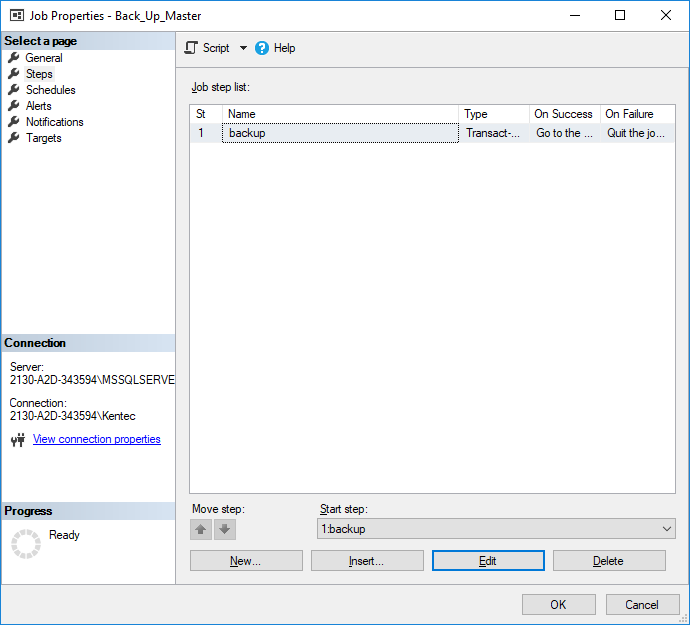 Job Properties - Back_Up_Master
Select a page
General
Steps
Schedules
Alerts
Notifications
Targets
Script
Help
Job step list:
St Name Type On Success On Failure
1 backup Transact-... Go to the ... Quit the jo...
Connection
Server:
2130-A2D-343594\MSSQLSERVE
Connection:
2130-A2D-343594\Kentec
View connection properties
Progress
Ready
Move step:
Start step:
1:backup
New...
Insert...
Edit
Delete
OK
Cancel